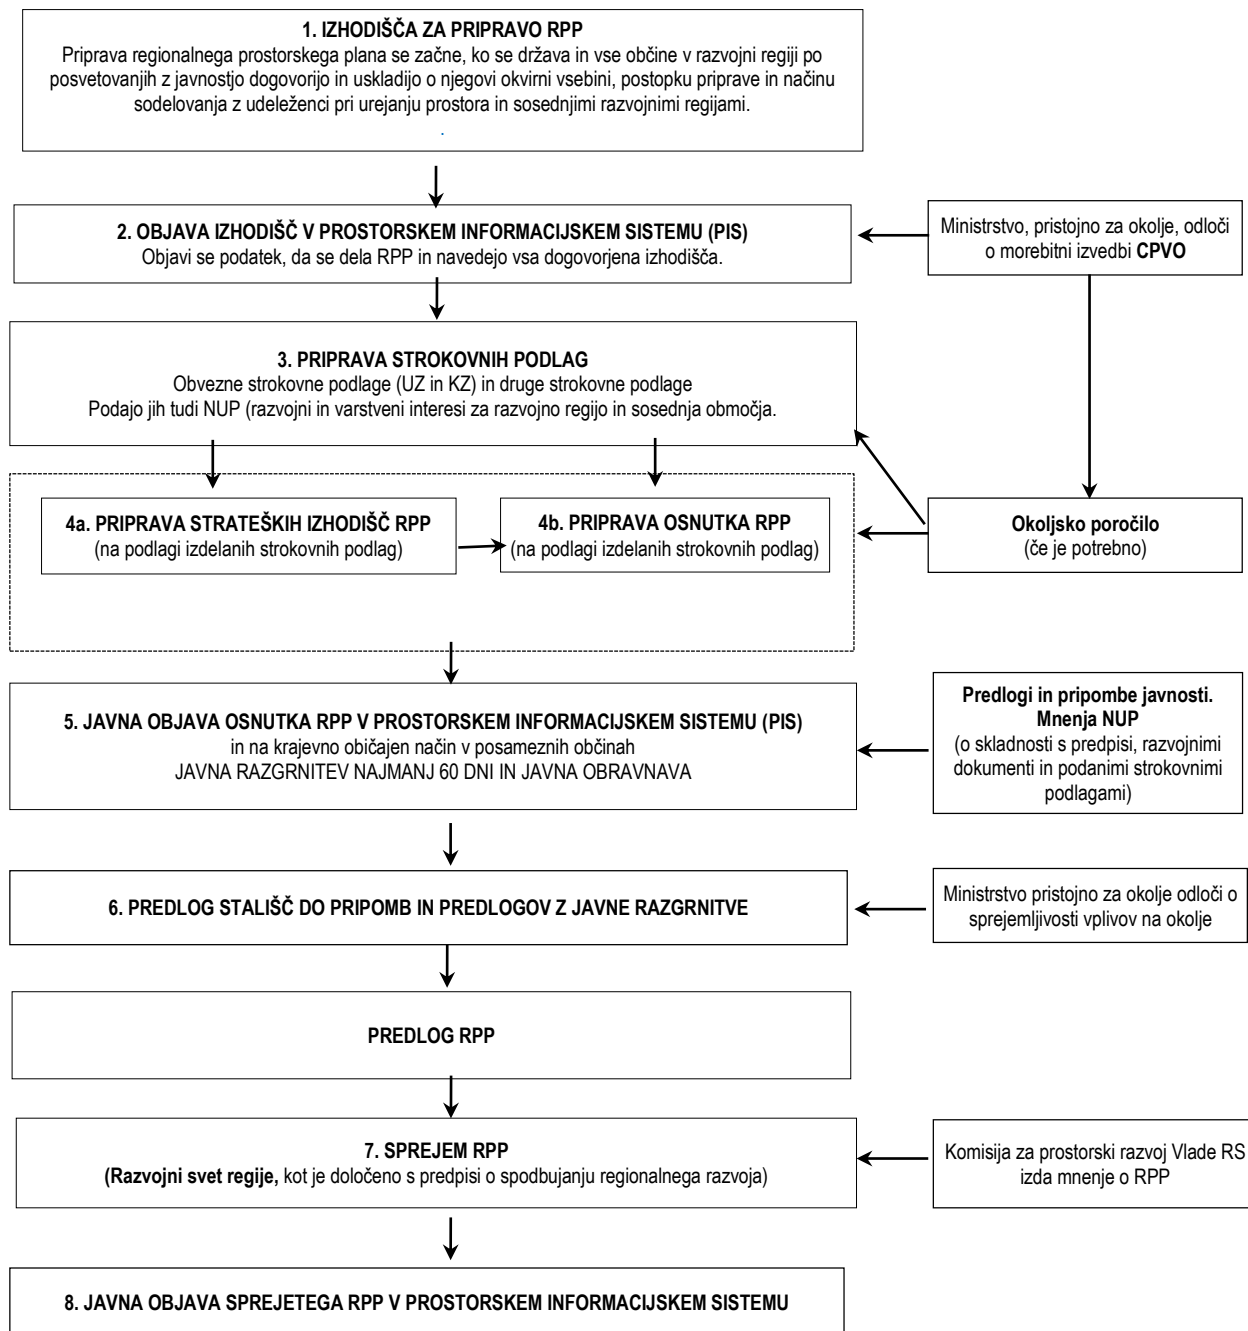 1. IZHODIŠČA ZA PRIPRAVO RPP
Priprava regionalnega prostorskega plana se začne, ko se država in vse občine v razvojni regiji po
posvetovanjih z javnostjo dogovorijo in uskladijo o njegovi okvirni vsebini, postopku priprave in načinu
sodelovanja z udeleženci pri urejanju prostora in sosednjimi razvojnimi regijami.
.
2. OBJAVA IZHODIŠČ V PROSTORSKEM INFORMACIJSKEM SISTEMU (PIS)
Objavi se podatek, da se dela RPP in navedejo vsa dogovorjena izhodišča.
Ministrstvo, pristojno za okolje, odloči
o morebitni izvedbi CPVO
3. PRIPRAVA STROKOVNIH PODLAG
Obvezne strokovne podlage (UZ in KZ) in druge strokovne podlage
Podajo jih tudi NUP (razvojni in varstveni interesi za razvojno regijo in sosednja območja.
4a. PRIPRAVA STRATEŠKIH IZHODIŠČ RPP
(na podlagi izdelanih strokovnih podlag)
4b. PRIPRAVA OSNUTKA RPP
(na podlagi izdelanih strokovnih podlag)
Okoljsko poročilo
(če je potrebno)
5. JAVNA OBJAVA OSNUTKA RPP V PROSTORSKEM INFORMACIJSKEM SISTEMU (PIS)
in na krajevno običajen način v posameznih občinah
JAVNA RAZGRNITEV NAJMANJ 60 DNI IN JAVNA OBRAVNAVA
Predlogi in pripombe javnosti.
Mnenja NUP
(o skladnosti s predpisi, razvojnimi
dokumenti in podanimi strokovnimi
podlagami)
6. PREDLOG STALIŠČ DO PRIPOMB IN PREDLOGOV Z JAVNE RAZGRNITVE
Ministrstvo pristojno za okolje odloči o
sprejemljivosti vplivov na okolje
PREDLOG RPP
7. SPREJEM RPP
(Razvojni svet regije, kot je določeno s predpisi o spodbujanju regionalnega razvoja)
Komisija za prostorski razvoj Vlade RS
izda mnenje o RPP
8. JAVNA OBJAVA SPREJETEGA RPP V PROSTORSKEM INFORMACIJSKEM SISTEMU